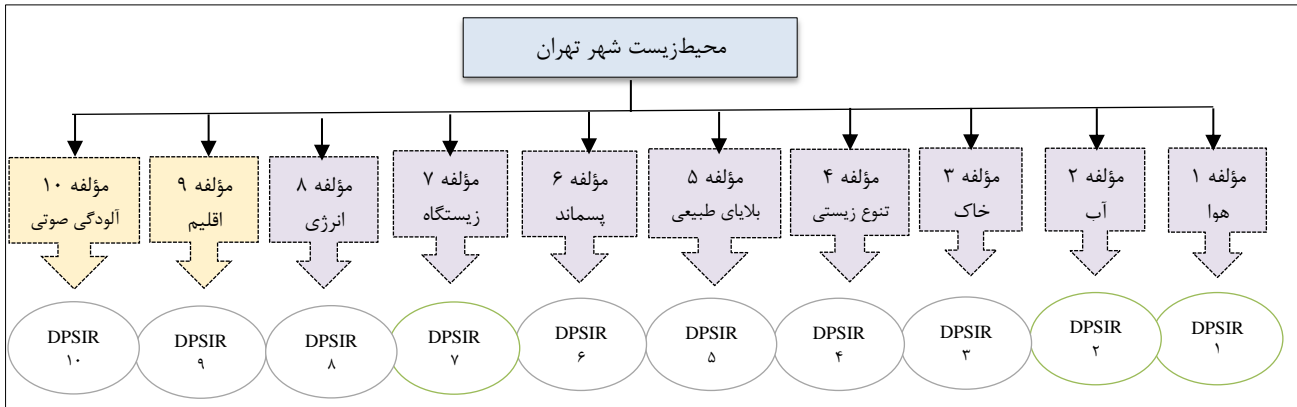 محیط‌زیست شهر تهران
مؤلفه ۱
هوا
مؤلفه ۲
آب
مؤلفه ۳
خاک
مؤلفه ۴
تنوع زیستی
مؤلفه ۵
بلایای طبیعی
مؤلفه ۶
پسماند
مؤلفه ۷
زیستگاه
مؤلفه ۸
انرژی
مؤلفه ۹
اقلیم
مؤلفه ۱۰
آلودگی صوتی
DPSIR
۱
DPSIR
۲
DPSIR
۳
DPSIR
۴
DPSIR
۵
DPSIR
۶
DPSIR
۷
DPSIR
۸
DPSIR
۹
DPSIR
۱۰